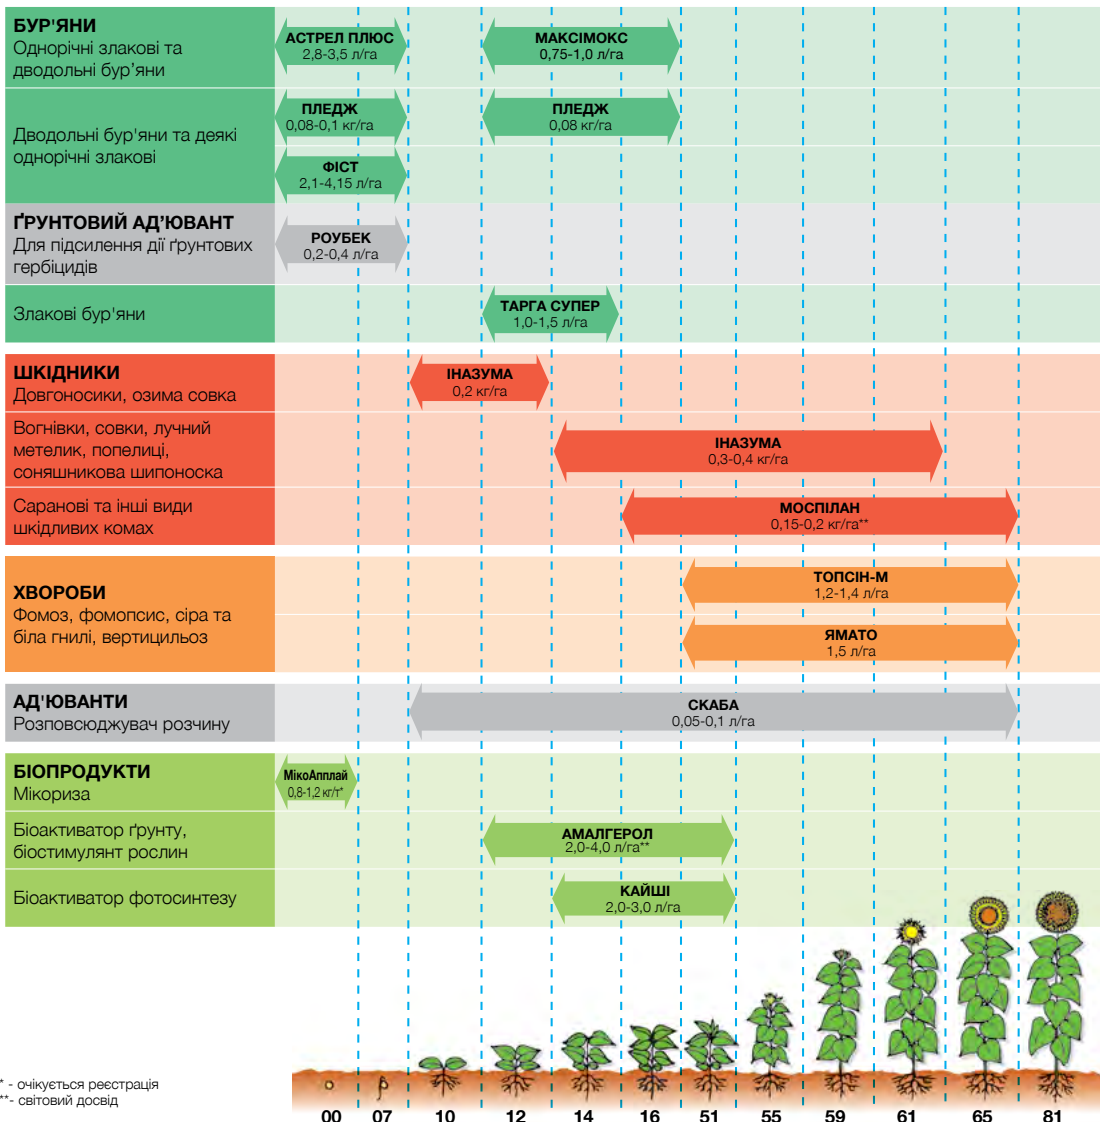 БУР'ЯНИ
Однорічні злакові та
дводольні бур’яни
АСТРЕЛ ПЛЮС
2,8-3,5 л/га
МАКСІМОКС
0,75-1,0 л/га
Дводольні бур'яни та деякі
однорічні злакові
ПЛЕДЖ
0,08-0,1 кг/га
ПЛЕДЖ
0,08 кг/га
ФІСТ
2,1-4,15 л/га
ҐРУНТОВИЙ АД’ЮВАНТ
Для підсилення дії ґрунтових
гербіцидів
РОУБЕК
0,2-0,4 л/га
Злакові бур'яни
ТАРГА СУПЕР
1,0-1,5 л/га
ШКІДНИКИ
Довгоносики, озима совка
ІНАЗУМА
0,2 кг/га
Вогнівки, совки, лучний
метелик, попелиці,
соняшникова шипоноска
ІНАЗУМА
0,3-0,4 кг/га
Саранові та інші види
шкідливих комах
МОСПІЛАН
0,15-0,2 кг/га**
ХВОРОБИ
Фомоз, фомопсис, сіра та
біла гнилі, вертицильоз
ТОПСІН-М
1,2-1,4 л/га
ЯМАТО
1,5 л/га
АД'ЮВАНТИ
Розповсюджувач розчину
СКАБА
0,05-0,1 л/га
БІОПРОДУКТИ
Мікориза
МікоАпплай
0,8-1,2 кг/т*
Біоактиватор ґрунту,
біостимулянт рослин
АМАЛГЕРОЛ
2,0-4,0 л/га**
Біоактиватор фотосинтезу
КАЙШІ
2,0-3,0 л/га
* - очікується реєстрація
**- світовий досвід
00 07 10 12 14 16 51 55 59 61 65 81